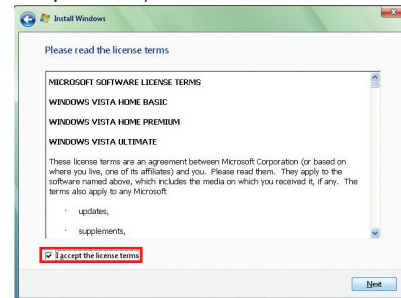 Install Windows
Please read the license terms
MICROSOFT SOFTWARE LICENSE TERMS
WINDOWS VISTA HOME BASIC
WINDOWS VISTA HOME PREMIUM
WINDOWS VISTA ULTIMATE
These license terms are an agreement between Microsoft Corporation (or based on
where you live, one of its affiliates) and you. Please read them. They apply to the
software named above, which includes the media on which you received it, if any. The
terms also apply to any Microsoft
· updates,
· supplements,
I accept the license terms
Next